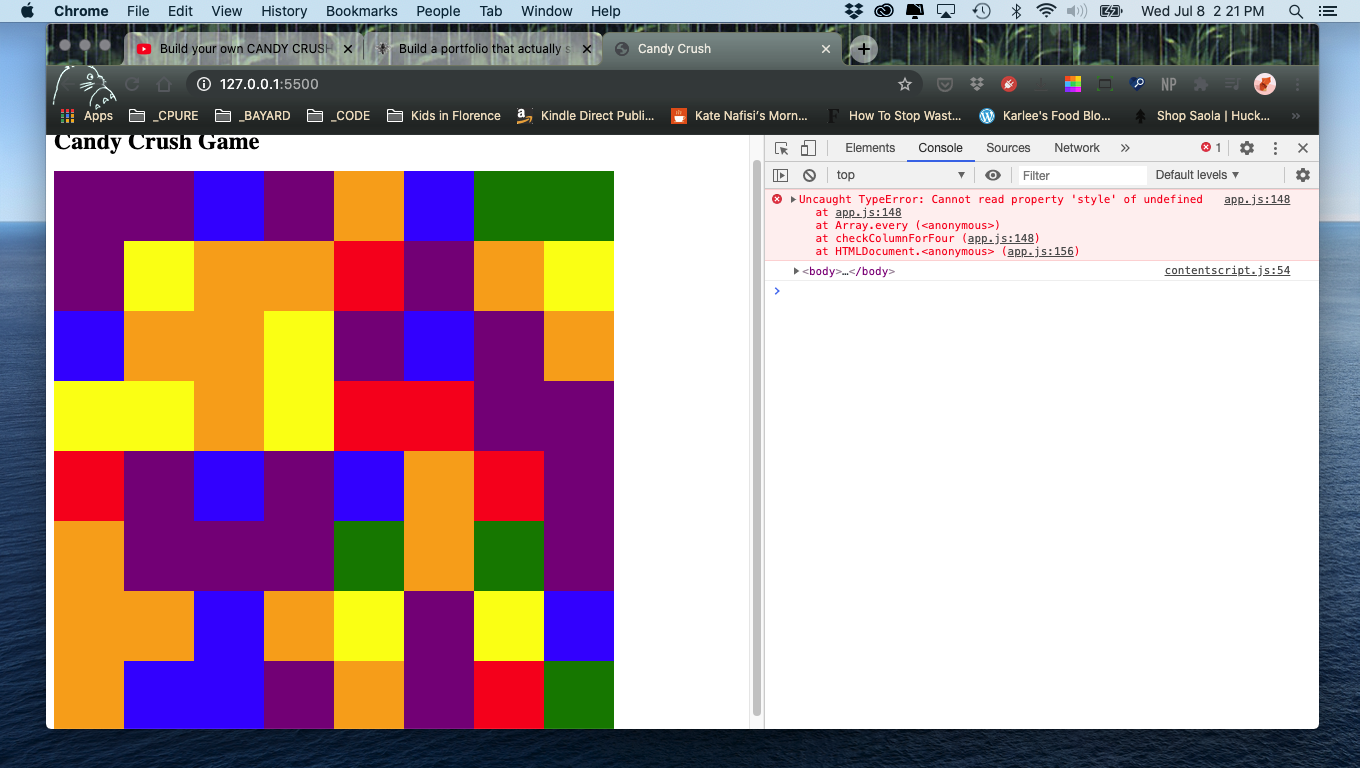 Chrome File Edit View History Bookmarks People Tab Window Help Wed Jul 8 2 21 PM
Build your own CANDY CRUSH Build a portfolio that actually s Candy Crush
127.0.0.1:5500 NP
Apps _CPURE _BAYARD _CODE Kids in Florence Kindle Direct Publi... Kate Nafisi's Morn... How To Stop Wast... Karlee's Food Blo... Shop Saola | Huck... »
Candy Crush Game
Elements Console Sources Network » 1
top Filter Default levels
Uncaught TypeError: Cannot read property 'style' of undefined app.js:148
at app.js:148
at Array.every (<anonymous>)
at checkColumnForFour (app.js:148)
at HTMLDocument.<anonymous> (app.js:156)
<body>…</body> contentscript.js:54